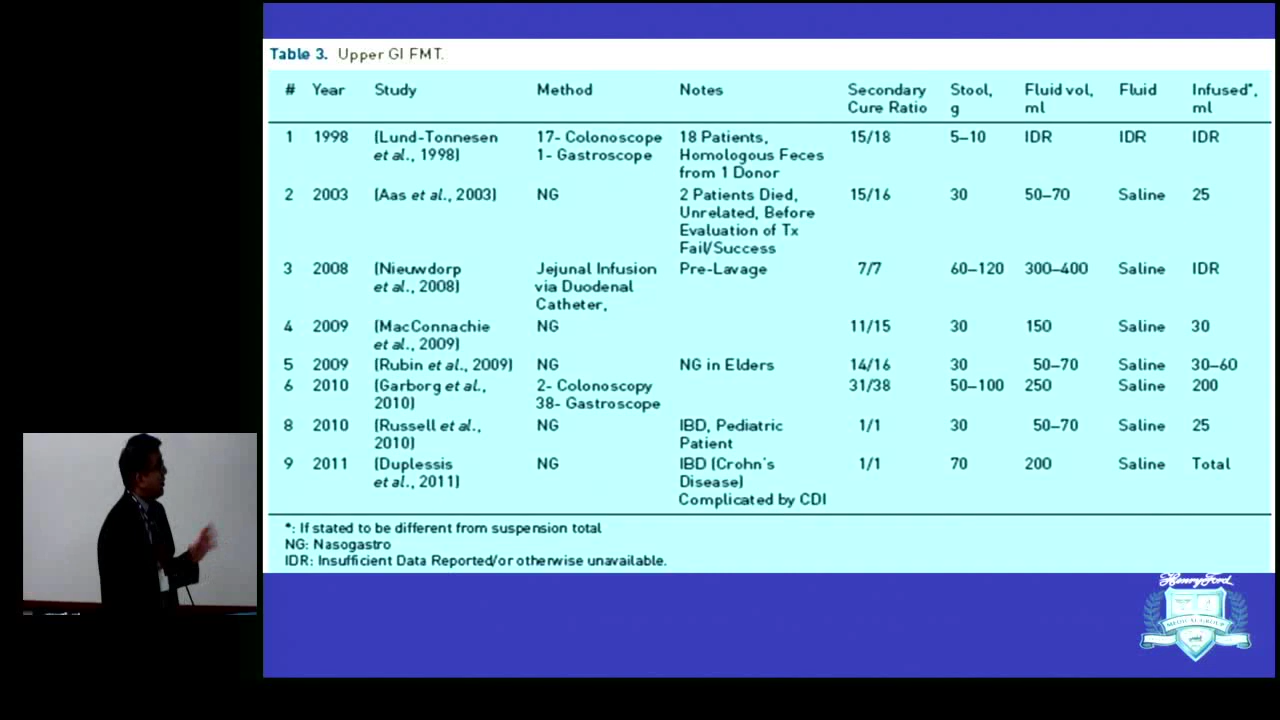 Table 3. Upper GI FMT.
# Year Study Method Notes Secondary Cure Ratio Stool, g Fluid vol, ml Fluid Infused*, ml
1 1998 (Lund-Tonnesen et al., 1998) 17- Colonoscope 1- Gastroscope 18 Patients, Homologous Feces from 1 Donor 15/18 5–10 IDR IDR IDR
2 2003 (Aas et al., 2003) NG 2 Patients Died, Unrelated, Before Evaluation of Tx Fail/Success 15/16 30 50–70 Saline 25
3 2008 (Nieuwdorp et al., 2008) Jejunal Infusion via Duodenal Catheter, Pre-Lavage 7/7 60–120 300–400 Saline IDR
4 2009 (MacConnachie et al., 2009) NG 11/15 30 150 Saline 30
5 2009 (Rubin et al., 2009) NG NG in Elders 14/16 30 50–70 Saline 30–60
6 2010 (Garborg et al., 2010) 2- Colonoscopy 38- Gastroscope 31/38 50–100 250 Saline 200
8 2010 (Russell et al., 2010) NG IBD, Pediatric Patient 1/1 30 50–70 Saline 25
9 2011 (Duplessis et al., 2011) NG IBD (Crohn's Disease) Complicated by CDI 1/1 70 200 Saline Total
*: If stated to be different from suspension total
NG: Nasogastro
IDR: Insufficient Data Reported/or otherwise unavailable.
Henry Ford
MEDICAL GROUP